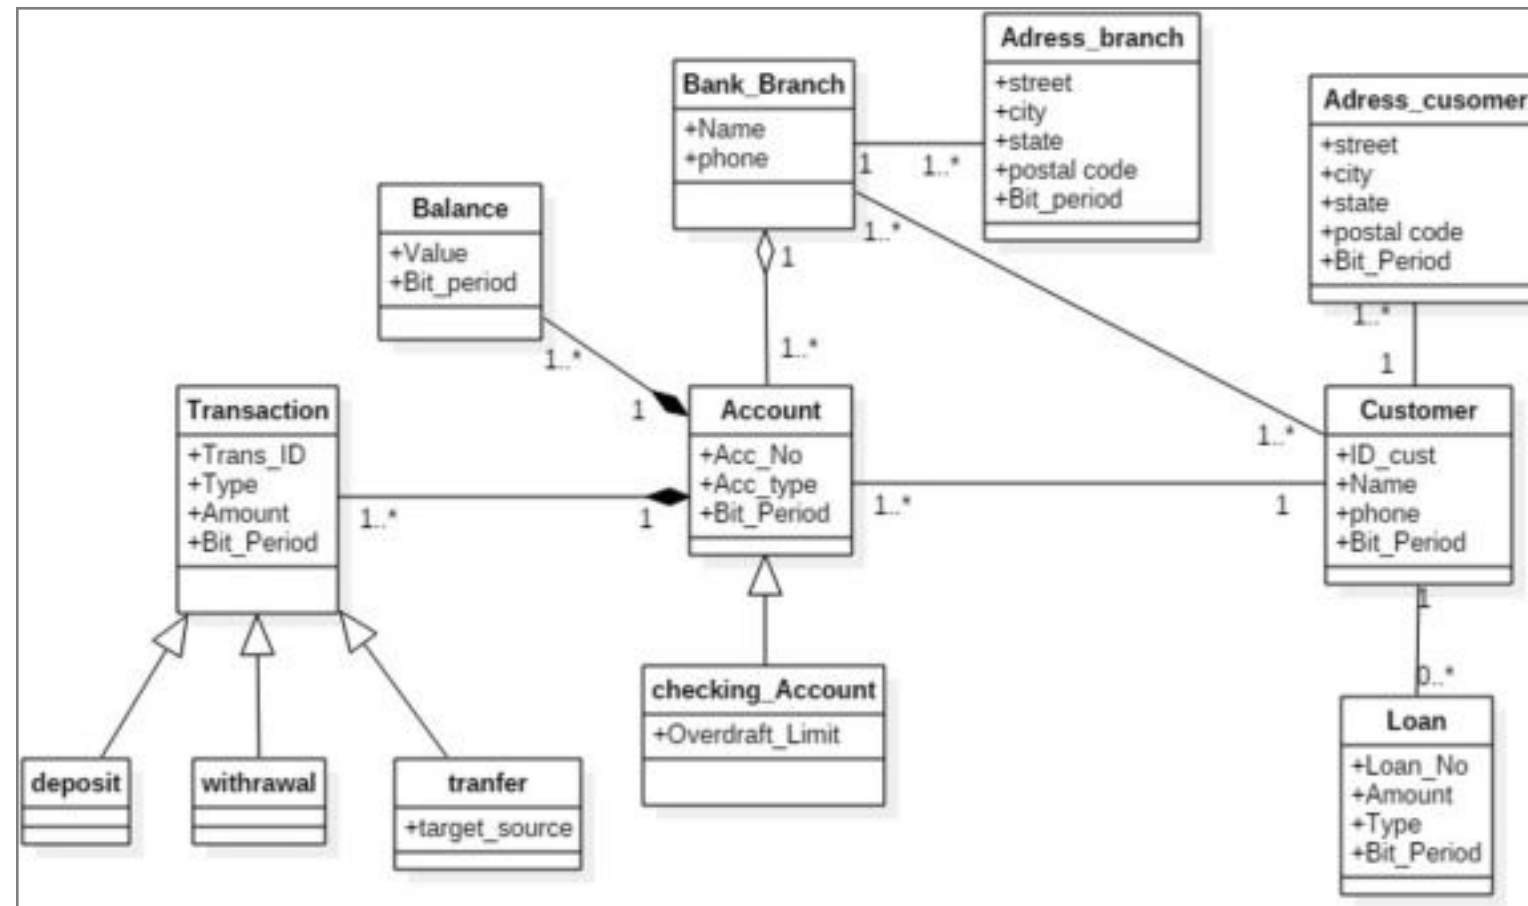 Adress_branch
+street
+city
+state
+postal code
+Bit_period
Bank_Branch
+Name
+phone
1
1..*
1..*
1
1..*
Adress_cusomer
+street
+city
+state
+postal code
+Bit_Period
1..*
1
Balance
+Value
+Bit_period
1..*
1
Transaction
+Trans_ID
+Type
+Amount
+Bit_Period
1..*
1
Account
+Acc_No
+Acc_type
+Bit_Period
1..*
1
1..*
Customer
+ID_cust
+Name
+phone
+Bit_Period
1
0..*
deposit
withrawal
tranfer
+target_source
checking_Account
+Overdraft_Limit
Loan
+Loan_No
+Amount
+Type
+Bit_Period